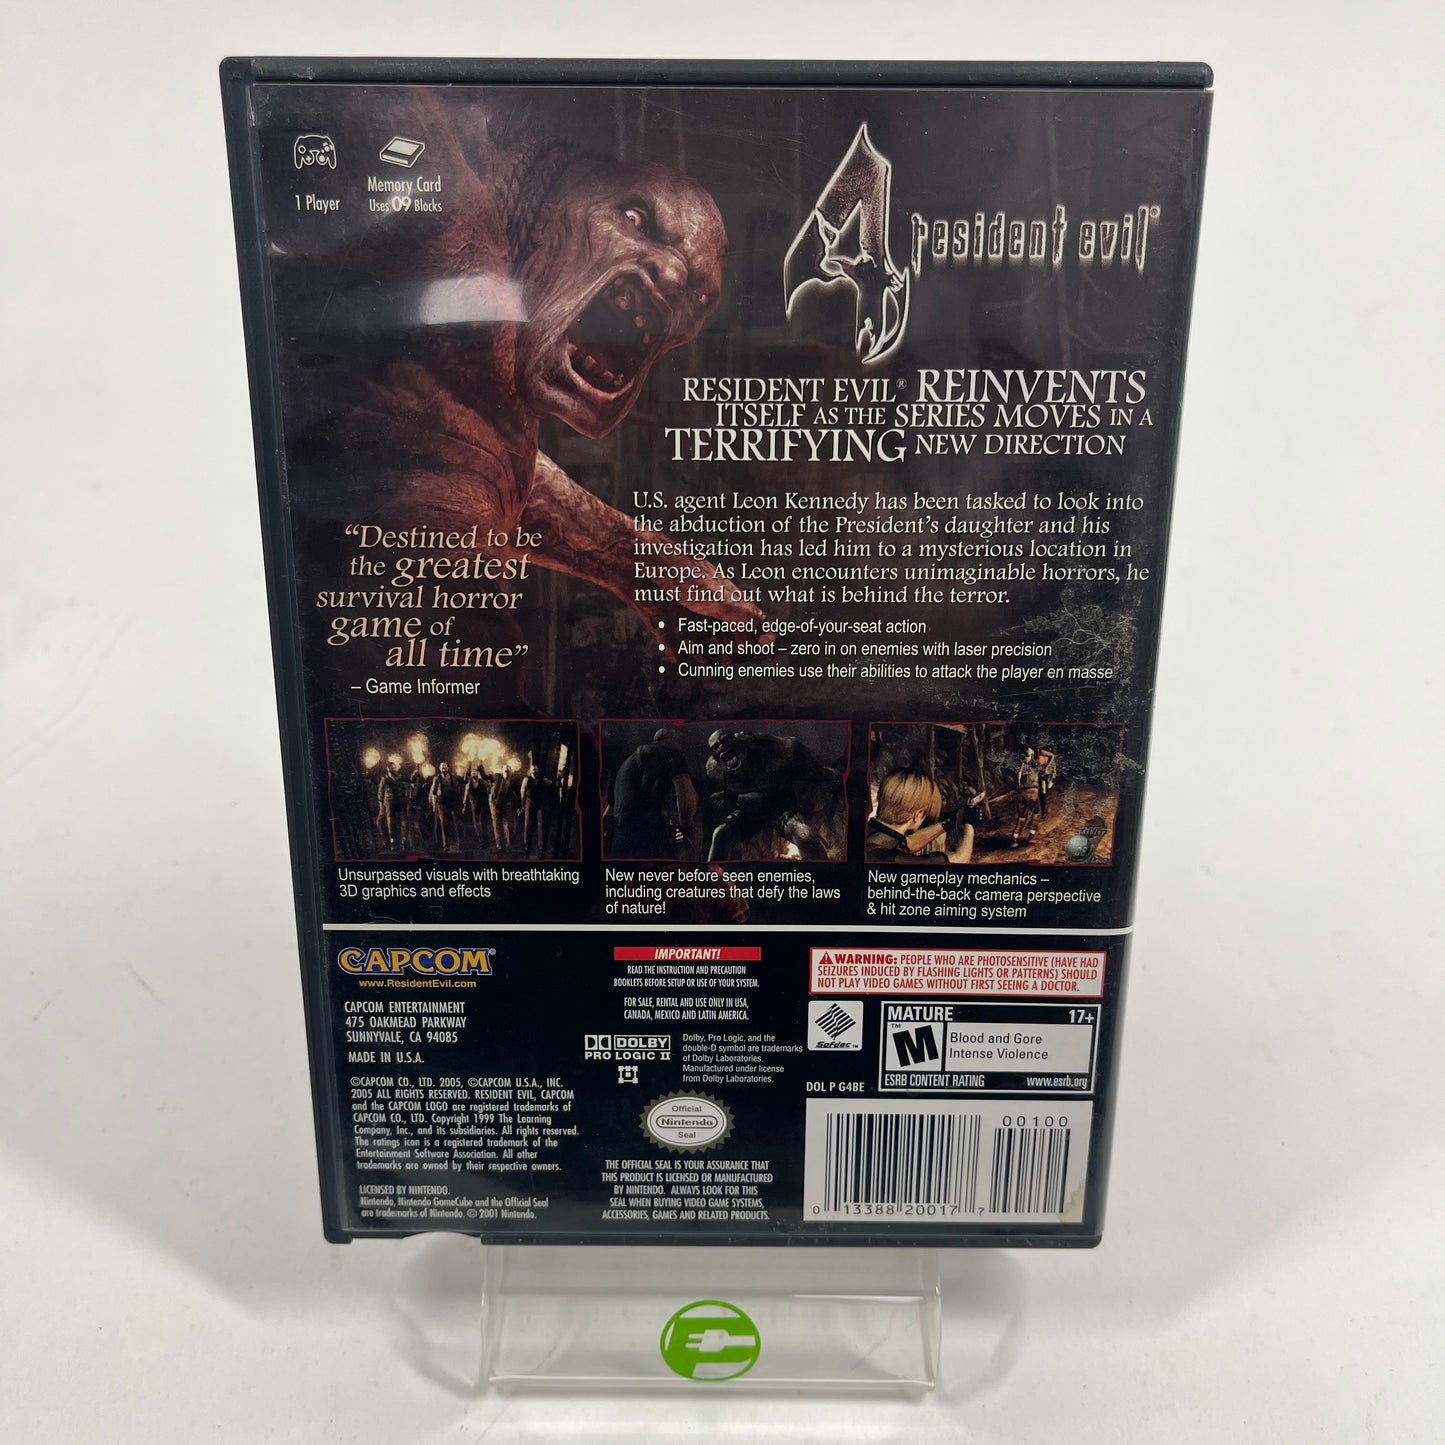 1 Player
Memory Card
Uses 09 Blocks
4
resident evil®
RESIDENT EVIL® REINVENTS
ITSELF AS THE SERIES MOVES IN A
TERRIFYING NEW DIRECTION
U.S. agent Leon Kennedy has been tasked to look into
the abduction of the President's daughter and his
investigation has led him to a mysterious location in
Europe. As Leon encounters unimaginable horrors, he
must find out what is behind the terror.
• Fast-paced, edge-of-your-seat action
• Aim and shoot – zero in on enemies with laser precision
• Cunning enemies use their abilities to attack the player en masse
“Destined to be
the greatest
survival horror
game of
all time”
– Game Informer
Unsurpassed visuals with breathtaking
3D graphics and effects
New never before seen enemies,
including creatures that defy the laws
of nature!
New gameplay mechanics –
behind-the-back camera perspective
& hit zone aiming system
CAPCOM®
www.ResidentEvil.com
CAPCOM ENTERTAINMENT
475 OAKMEAD PARKWAY
SUNNYVALE, CA 94085
MADE IN U.S.A.
©CAPCOM CO., LTD. 2005, ©CAPCOM U.S.A., INC.
2005 ALL RIGHTS RESERVED. RESIDENT EVIL, CAPCOM
and the CAPCOM LOGO are registered trademarks of
CAPCOM CO., LTD. Copyright 1999 The Learning
Company, Inc., and its subsidiaries. All rights reserved.
The ratings icon is a registered trademark of the
Entertainment Software Association. All other
trademarks are owned by their respective owners.
LICENSED BY NINTENDO.
Nintendo, Nintendo GameCube and the Official Seal
are trademarks of Nintendo. © 2001 Nintendo.
IMPORTANT!
READ THE INSTRUCTION AND PRECAUTION
BOOKLETS BEFORE SETUP OR USE OF YOUR SYSTEM.
FOR SALE, RENTAL AND USE ONLY IN USA,
CANADA, MEXICO AND LATIN AMERICA.
DOLBY
PRO LOGIC II
Dolby, Pro Logic, and the
double-D symbol are trademarks
of Dolby Laboratories.
Manufactured under license
from Dolby Laboratories.
Official
Nintendo
Seal
THE OFFICIAL SEAL IS YOUR ASSURANCE THAT
THIS PRODUCT IS LICENSED OR MANUFACTURED
BY NINTENDO. ALWAYS LOOK FOR THIS
SEAL WHEN BUYING VIDEO GAME SYSTEMS,
ACCESSORIES, GAMES AND RELATED PRODUCTS.
WARNING: PEOPLE WHO ARE PHOTOSENSITIVE (HAVE HAD
SEIZURES INDUCED BY FLASHING LIGHTS OR PATTERNS) SHOULD
NOT PLAY VIDEO GAMES WITHOUT FIRST SEEING A DOCTOR.
Sofdec™
DOL P G4BE
MATURE 17+
™
M
Blood and Gore
Intense Violence
ESRB CONTENT RATING www.esrb.org
00100
0 13388 20017 7